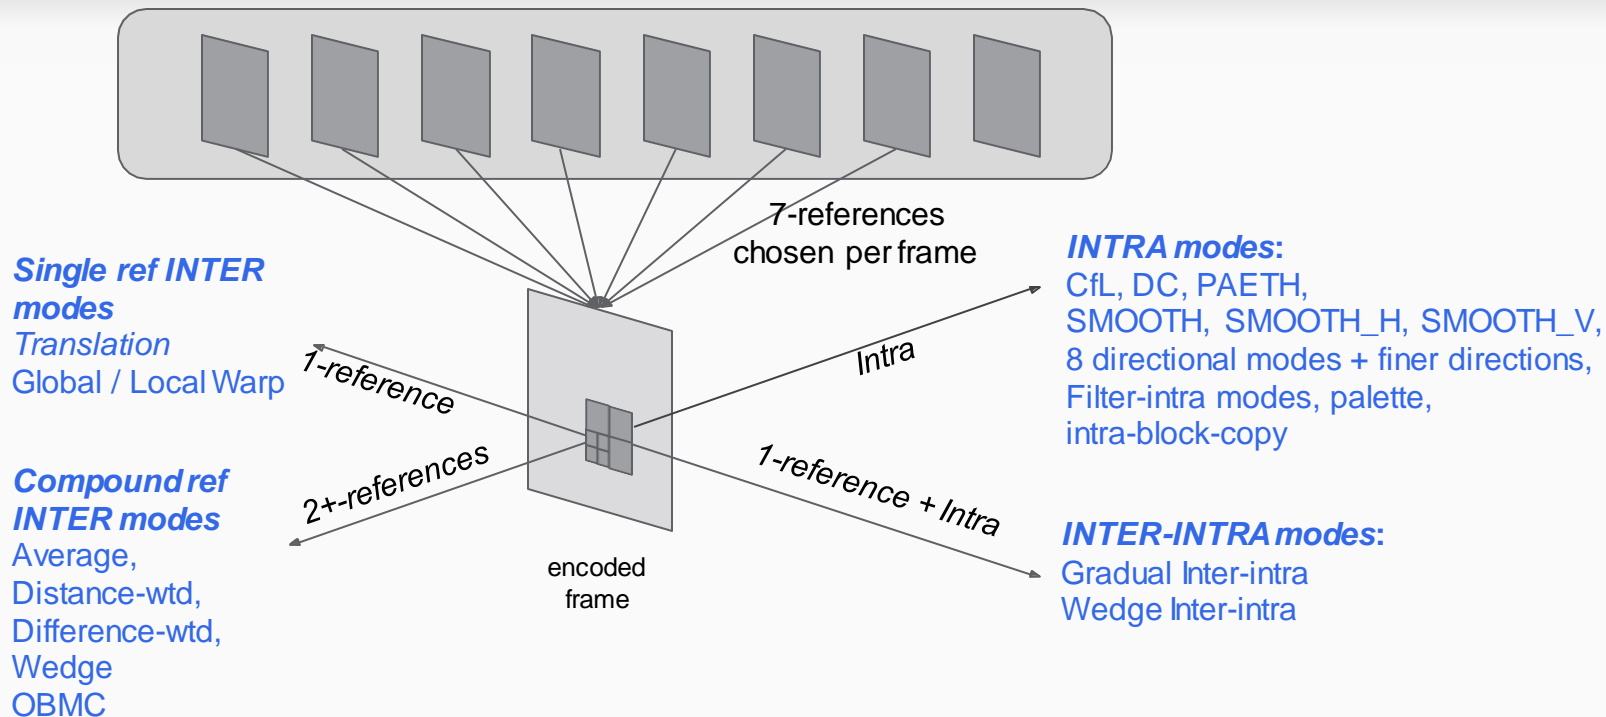 7-references
chosen per frame
Single ref INTER
modes
Translation
Global / Local Warp
1-reference
Compound ref
INTER modes
Average,
Distance-wtd,
Difference-wtd,
Wedge
OBMC
2+-references
encoded
frame
Intra
INTRA modes:
CfL, DC, PAETH,
SMOOTH, SMOOTH_H, SMOOTH_V,
8 directional modes + finer directions,
Filter-intra modes, palette,
intra-block-copy
1-reference + Intra
INTER-INTRA modes:
Gradual Inter-intra
Wedge Inter-intra